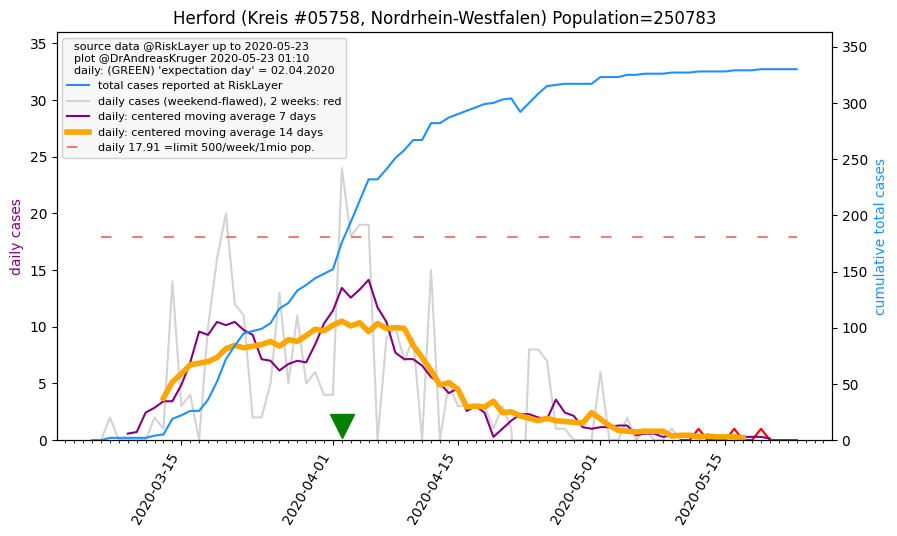 Herford (Kreis #05758, Nordrhein-Westfalen) Population=250783
source data @RiskLayer up to 2020-05-23
plot @DrAndreasKruger 2020-05-23 01:10
daily: (GREEN) 'expectation day' = 02.04.2020
total cases reported at RiskLayer
daily cases (weekend-flawed), 2 weeks: red
daily: centered moving average 7 days
daily: centered moving average 14 days
daily 17.91 =limit 500/week/1mio pop.
daily cases
35
30
25
20
15
10
5
0
cumulative total cases
350
300
250
200
150
100
50
0
2020-03-15
2020-04-01
2020-04-15
2020-05-01
2020-05-15